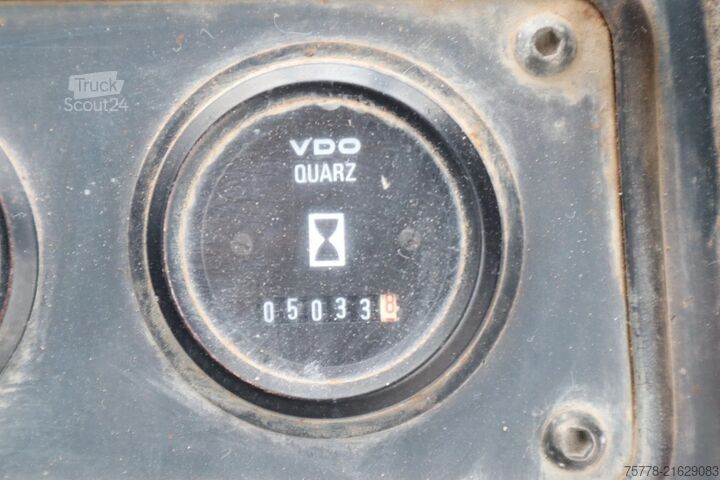 Truck
Scout24
VDO
QUARZ
050338
75778-21629083